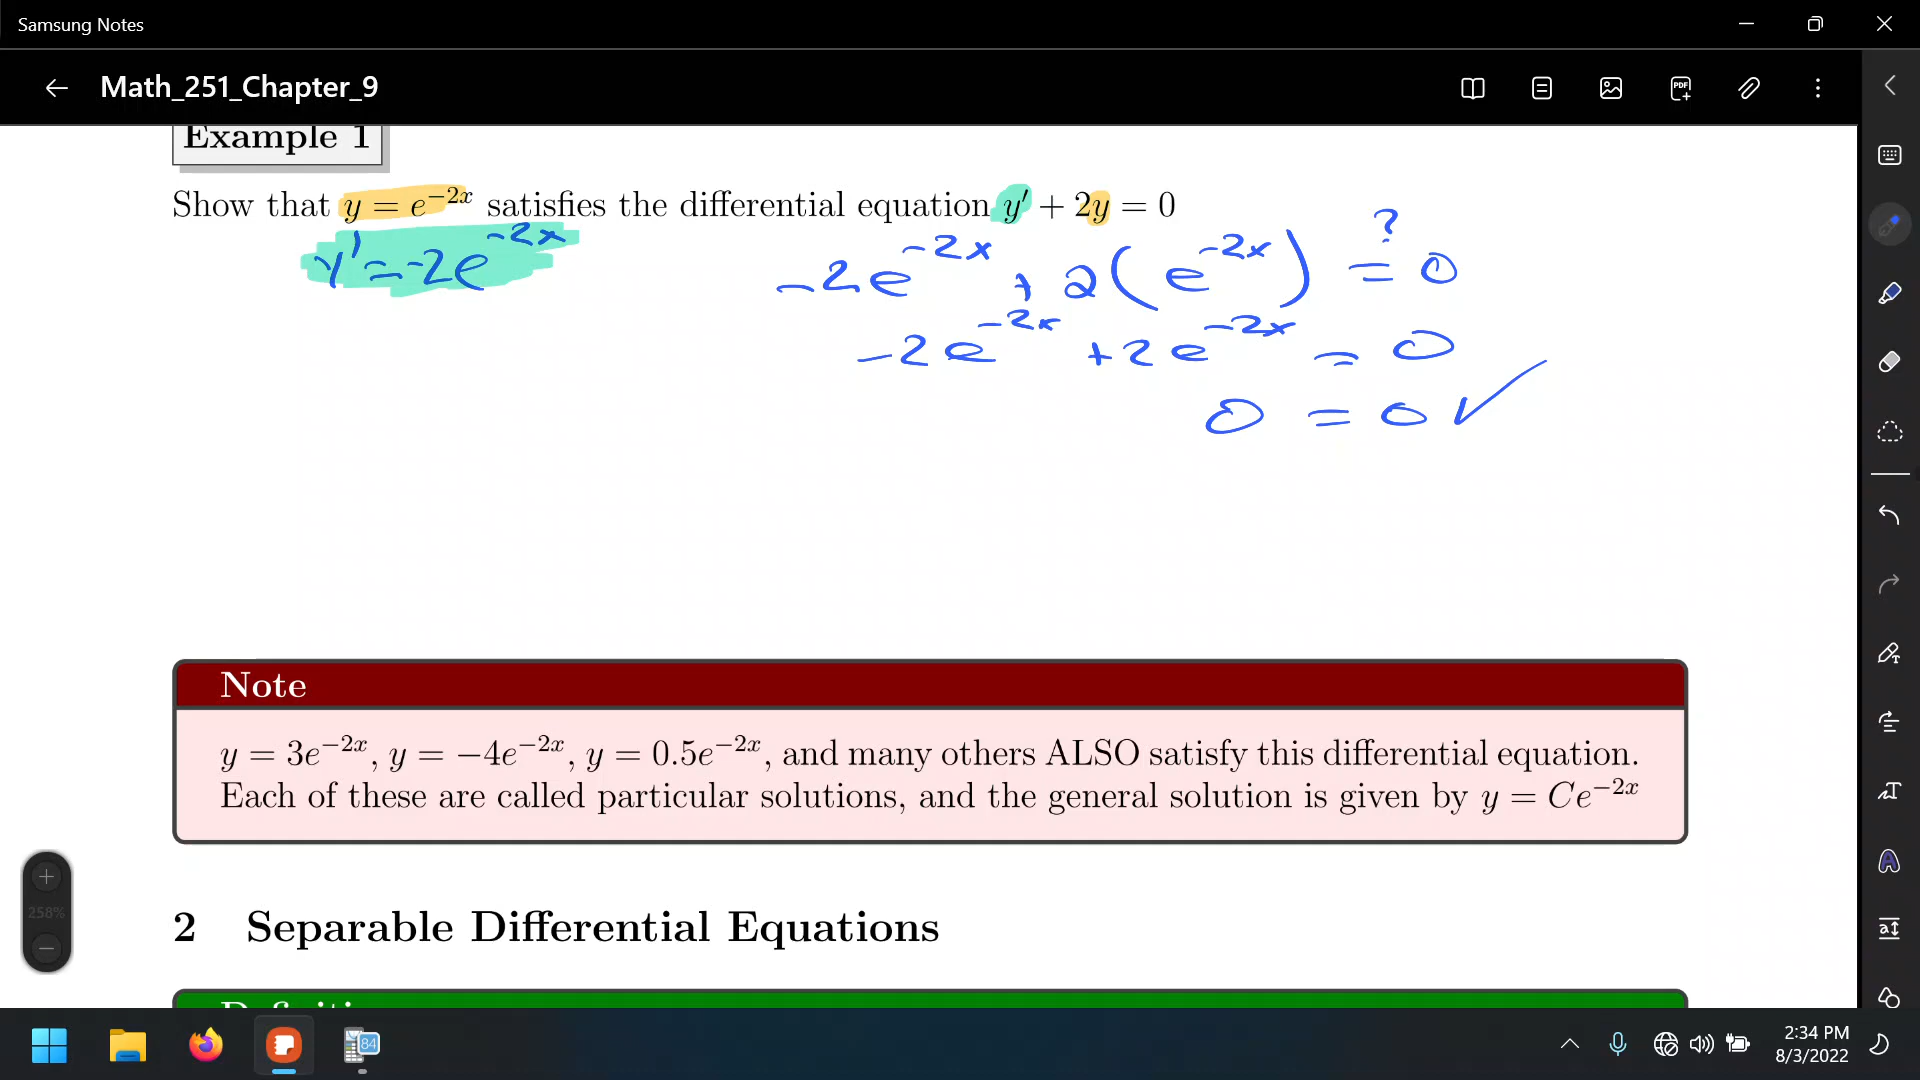 Samsung Notes
Math_251_Chapter_9
PDF
Example 1
Show that y = e^{-2x} satisfies the differential equation y' + 2y = 0
y' = -2e^{-2x}
-2e^{-2x} + 2(e^{-2x}) =^? 0
-2e^{-2x} + 2e^{-2x} = 0
0 = 0 ✓
Note
y = 3e^{-2x}, y = −4e^{-2x}, y = 0.5e^{-2x}, and many others ALSO satisfy this differential equation.
Each of these are called particular solutions, and the general solution is given by y = Ce^{-2x}
258%
2 Separable Differential Equations
84
2:34 PM
8/3/2022